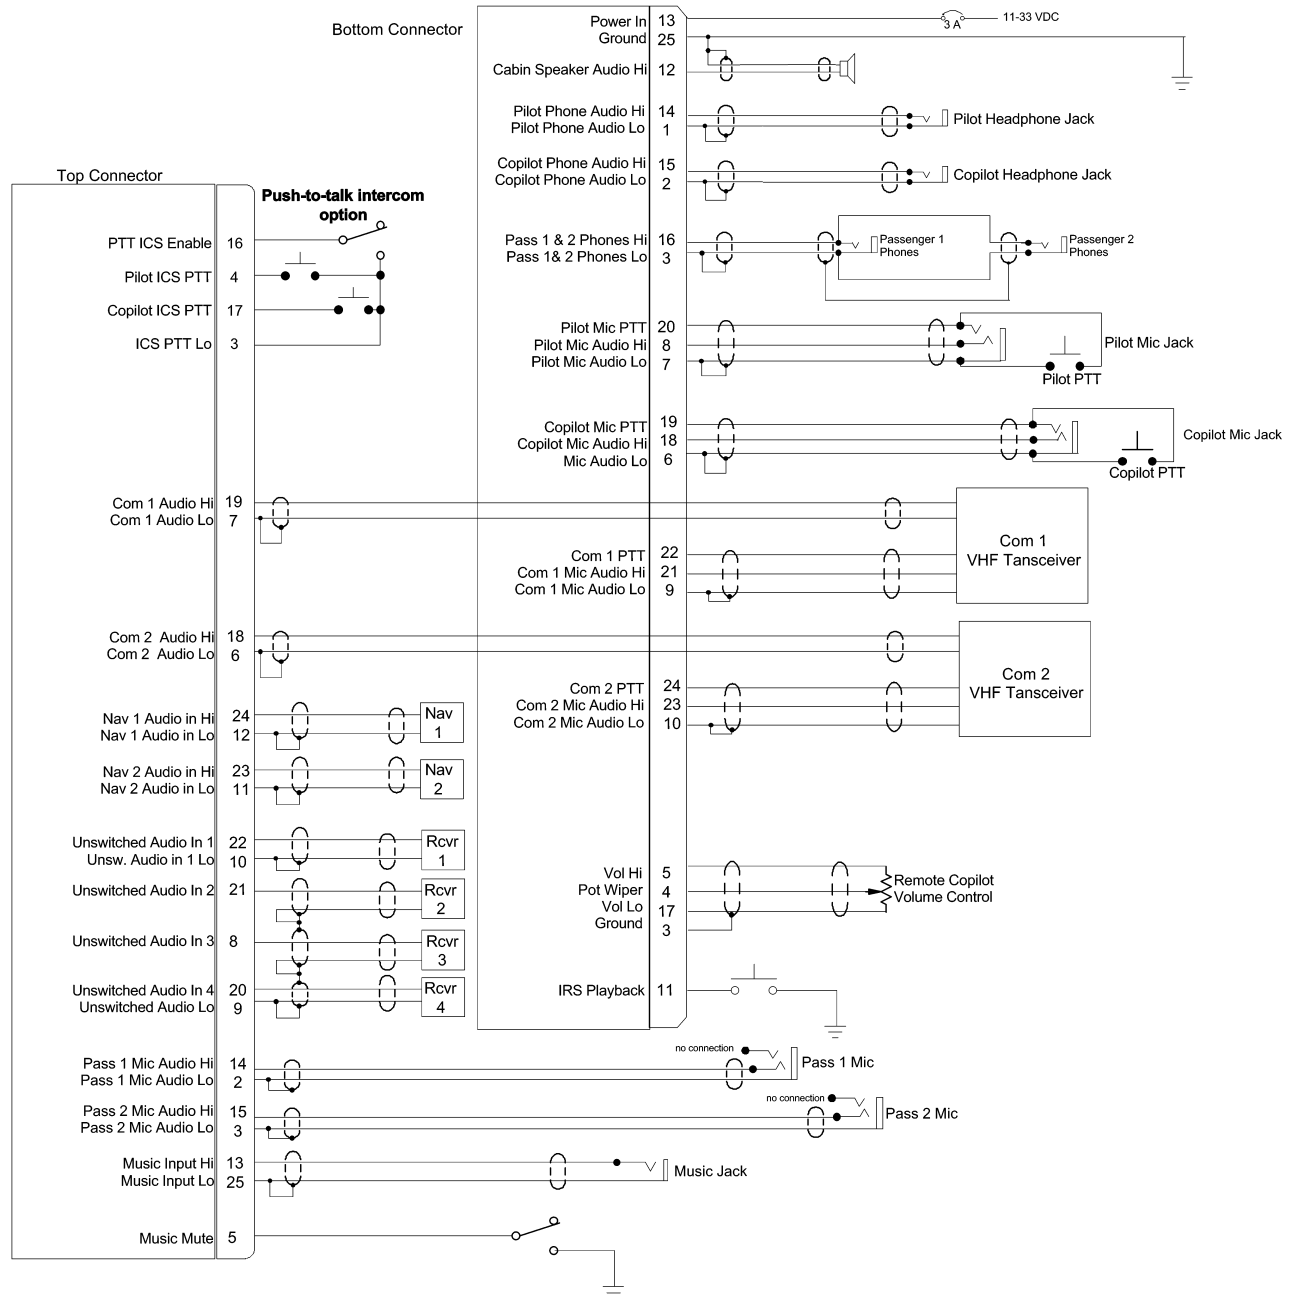 Bottom Connector
Power In 13
Ground 25
3 A
11-33 VDC
Cabin Speaker Audio Hi 12
Pilot Phone Audio Hi 14
Pilot Phone Audio Lo 1
Pilot Headphone Jack
Copilot Phone Audio Hi 15
Copilot Phone Audio Lo 2
Copilot Headphone Jack
Pass 1 & 2 Phones Hi 16
Pass 1& 2 Phones Lo 3
Passenger 1
Phones
Passenger 2
Phones
Pilot Mic PTT 20
Pilot Mic Audio Hi 8
Pilot Mic Audio Lo 7
Pilot Mic Jack
Pilot PTT
Copilot Mic PTT 19
Copilot Mic Audio Hi 18
Mic Audio Lo 6
Copilot Mic Jack
Copilot PTT
Com 1 PTT 22
Com 1 Mic Audio Hi 21
Com 1 Mic Audio Lo 9
Com 1
VHF Tansceiver
Com 2 PTT 24
Com 2 Mic Audio Hi 23
Com 2 Mic Audio Lo 10
Com 2
VHF Tansceiver
Vol Hi 5
Pot Wiper 4
Vol Lo 17
Ground 3
Remote Copilot
Volume Control
IRS Playback 11
Top Connector
Push-to-talk intercom
option
PTT ICS Enable 16
Pilot ICS PTT 4
Copilot ICS PTT 17
ICS PTT Lo 3
Com 1 Audio Hi 19
Com 1 Audio Lo 7
Com 2 Audio Hi 18
Com 2 Audio Lo 6
Nav 1 Audio in Hi 24
Nav 1 Audio in Lo 12
Nav
1
Nav 2 Audio in Hi 23
Nav 2 Audio in Lo 11
Nav
2
Unswitched Audio In 1 22
Unsw. Audio in 1 Lo 10
Rcvr
1
Unswitched Audio In 2 21
Rcvr
2
Unswitched Audio In 3 8
Rcvr
3
Unswitched Audio In 4 20
Unswitched Audio Lo 9
Rcvr
4
Pass 1 Mic Audio Hi 14
Pass 1 Mic Audio Lo 2
no connection
Pass 1 Mic
Pass 2 Mic Audio Hi 15
Pass 2 Mic Audio Lo 3
no connection
Pass 2 Mic
Music Input Hi 13
Music Input Lo 25
Music Jack
Music Mute 5